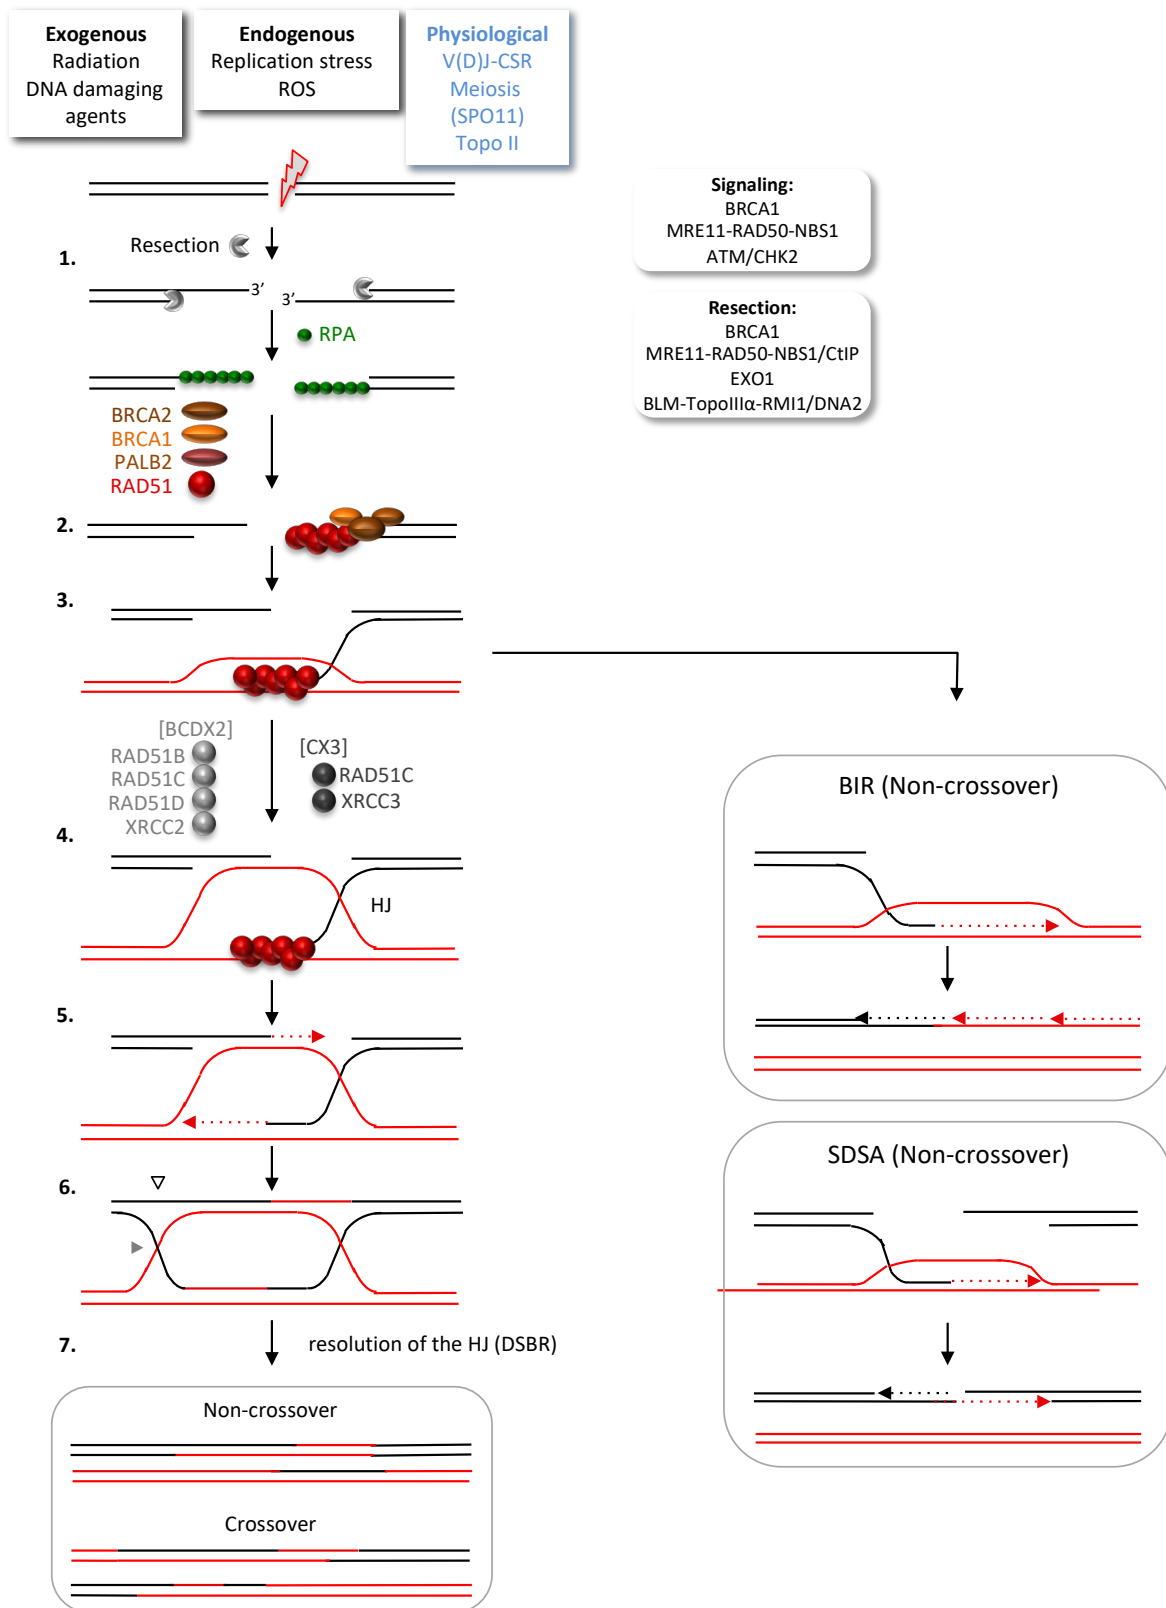 Exogenous
Radiation
DNA damaging
agents
Endogenous
Replication stress
ROS
Physiological
V(D)J-CSR
Meiosis
(SPO11)
Topo II
Signaling:
BRCA1
MRE11-RAD50-NBS1
ATM/CHK2
Resection
1.
3’
3’
Resection:
BRCA1
MRE11-RAD50-NBS1/CtIP
EXO1
BLM-TopoIIIα-RMI1/DNA2
RPA
BRCA2
BRCA1
PALB2
RAD51
2.
3.
[BCDX2]
RAD51B
RAD51C
RAD51D
XRCC2
[CX3]
RAD51C
XRCC3
4.
HJ
5.
6.
7.
resolution of the HJ (DSBR)
Non-crossover
Crossover
BIR (Non-crossover)
SDSA (Non-crossover)